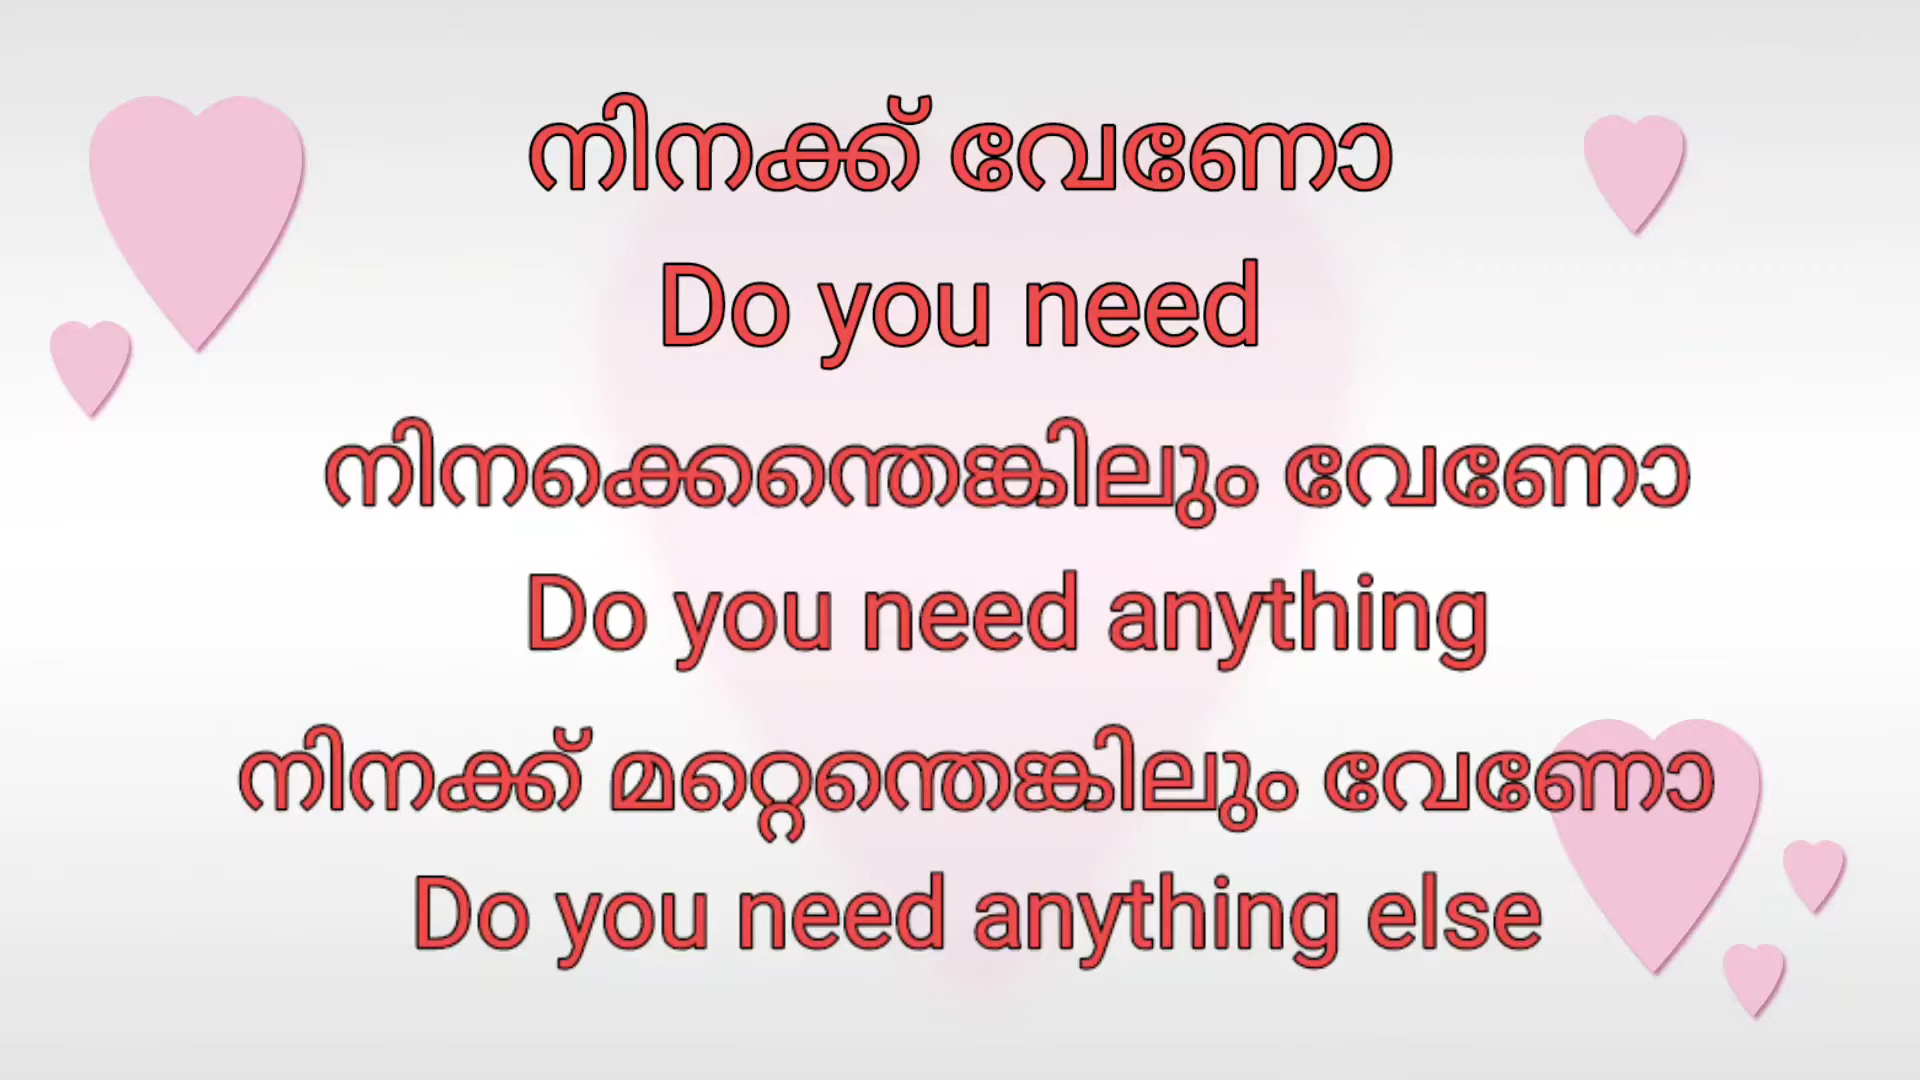 നിനക്ക് വേണോ
Do you need
നിനക്കെന്തെങ്കിലും വേണോ
Do you need anything
നിനക്ക് മറ്റെന്തെങ്കിലും വേണോ
Do you need anything else